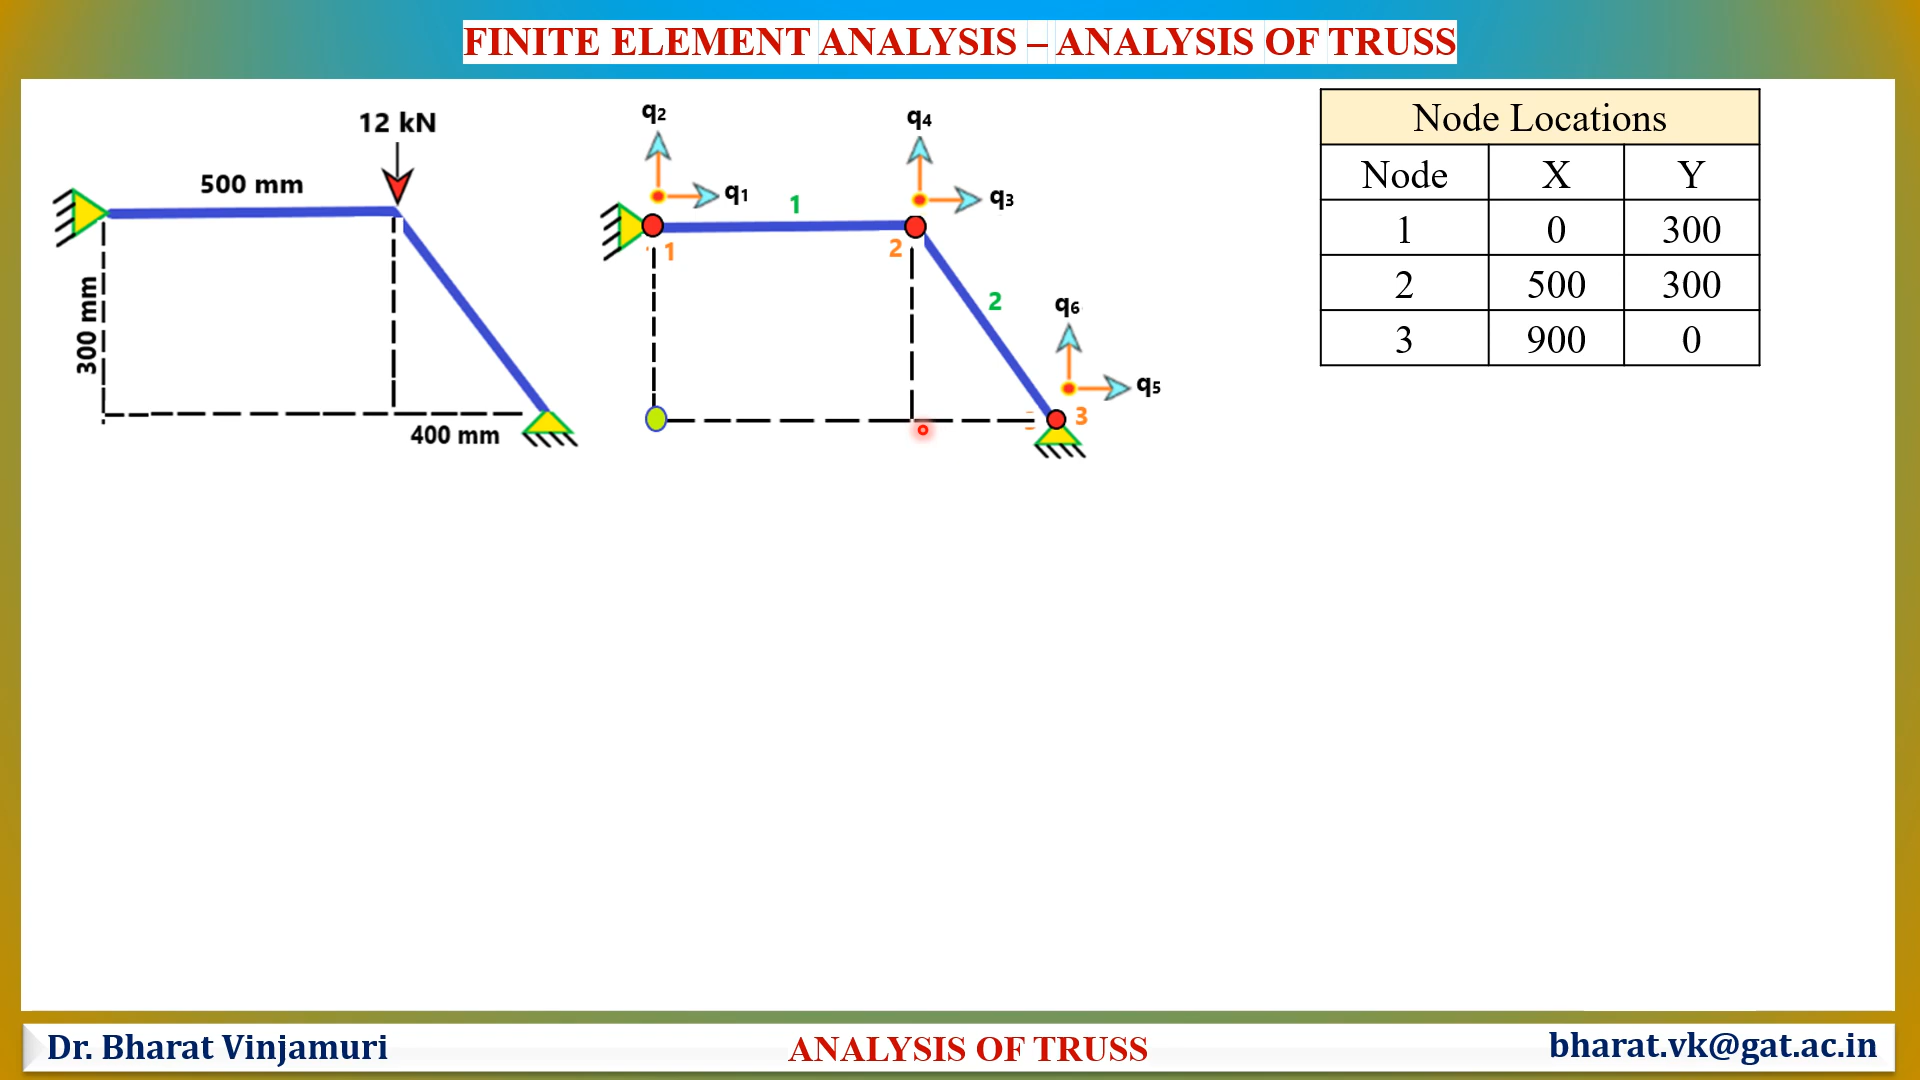 FINITE ELEMENT ANALYSIS – ANALYSIS OF TRUSS
12 kN
500 mm
300 mm
400 mm
q2
q1
q4
q3
1
1
2
2
q6
q5
3
Node Locations
Node X Y
1 0 300
2 500 300
3 900 0
Dr. Bharat Vinjamuri
ANALYSIS OF TRUSS
bharat.vk@gat.ac.in